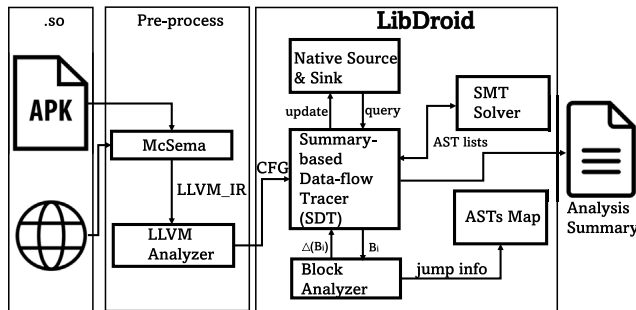 .so
Pre-process
LibDroid
APK
McSema
LLVM_IR
LLVM
Analyzer
CFG
Native Source
& Sink
update
query
Summary-
based
Data-flow
Tracer
(SDT)
△(Bᵢ)
Bᵢ
Block
Analyzer
SMT
Solver
AST lists
ASTs Map
jump info
Analysis
Summary